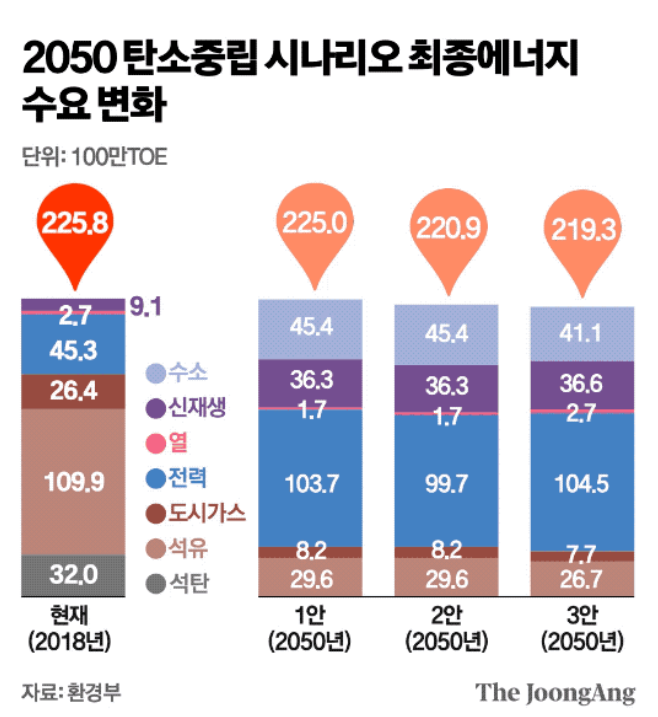 2050 탄소중립 시나리오 최종에너지
수요 변화
단위: 100만TOE
225.8
225.0
220.9
219.3
9.1
2.7
45.3
26.4
109.9
32.0
수소
신재생
열
전력
도시가스
석유
석탄
45.4
36.3
1.7
103.7
8.2
29.6
45.4
36.3
1.7
99.7
8.2
29.6
41.1
36.6
2.7
104.5
7.7
26.7
현재
(2018년)
1안
(2050년)
2안
(2050년)
3안
(2050년)
자료: 환경부
The JoongAng